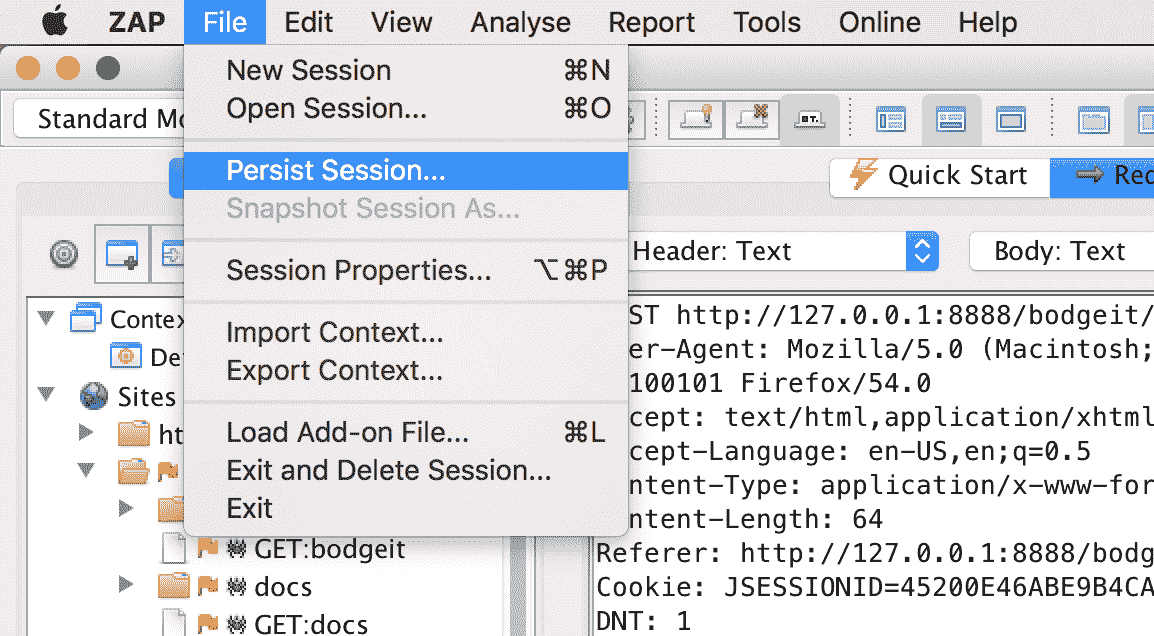 ZAP File Edit View Analyse Report Tools Online Help
New Session ⌘N
Open Session... ⌘O
Persist Session...
Snapshot Session As...
Session Properties... ⌥⌘P
Import Context...
Export Context...
Load Add-on File... ⌘L
Exit and Delete Session...
Exit
Standard Mo
Quick Start
Req
Header: Text
Body: Text
Contex
De
Sites
ht
GET:bodgeit
docs
GET:docs
ST http://127.0.0.1:8888/bodgeit/
er-Agent: Mozilla/5.0 (Macintosh;
100101 Firefox/54.0
cept: text/html,application/xhtml
cept-Language: en-US,en;q=0.5
ntent-Type: application/x-www-for
ntent-Length: 64
Referer: http://127.0.0.1:8888/bodg
Cookie: JSESSIONID=45200E46ABE9B4CA
DNT: 1